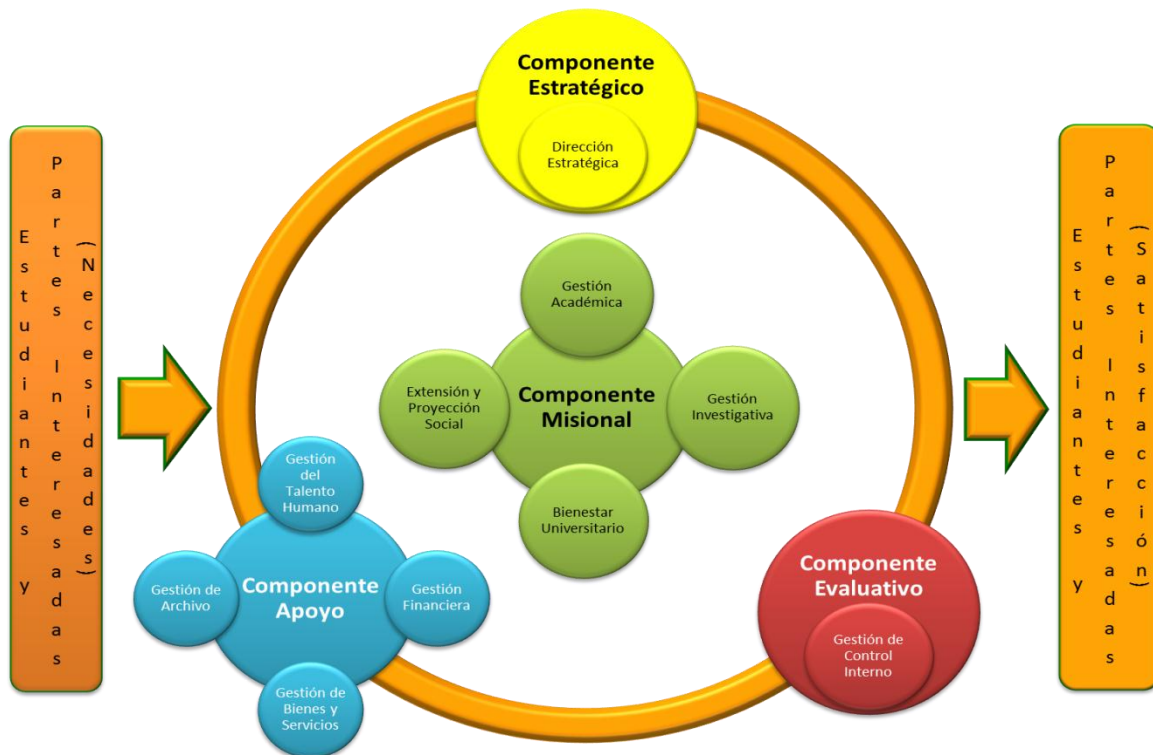 Estudiantes y
Partes Interesadas
(Necesidades)
Componente
Estratégico
Dirección
Estratégica
Gestión
Académica
Extensión y
Proyección
Social
Componente
Misional
Gestión
Investigativa
Bienestar
Universitario
Gestión
del
Talento
Humano
Gestión de
Archivo
Componente
Apoyo
Gestión
Financiera
Gestión de
Bienes y
Servicios
Componente
Evaluativo
Gestión de
Control
Interno
Estudiantes y
Partes Interesadas
(Satisfacción)